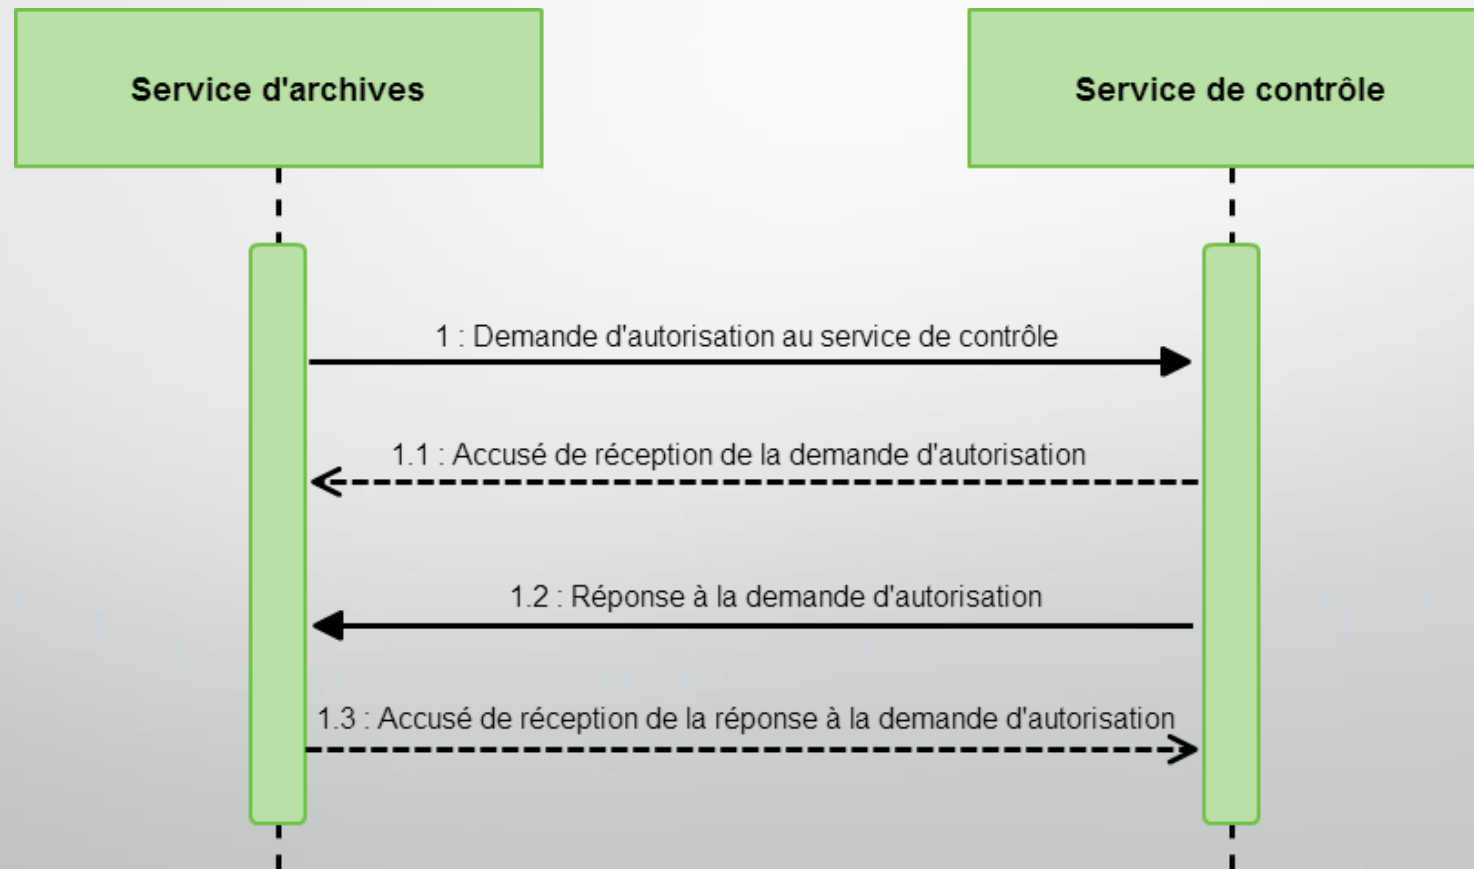 Service d'archives
Service de contrôle
1 : Demande d'autorisation au service de contrôle
1.1 : Accusé de réception de la demande d'autorisation
1.2 : Réponse à la demande d'autorisation
1.3 : Accusé de réception de la réponse à la demande d'autorisation